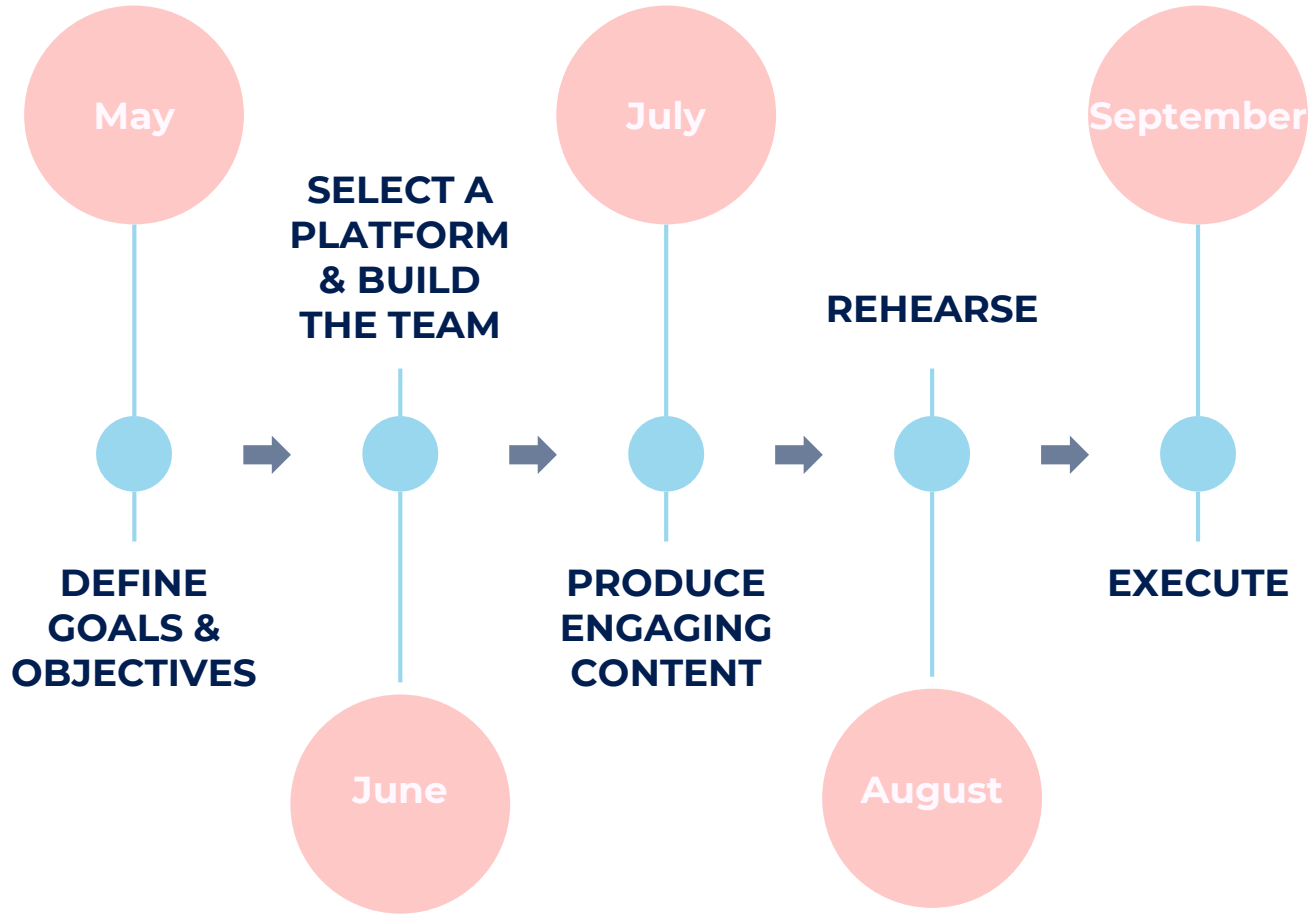 May
DEFINE
GOALS &
OBJECTIVES
SELECT A
PLATFORM
& BUILD
THE TEAM
June
July
PRODUCE
ENGAGING
CONTENT
REHEARSE
August
September
EXECUTE